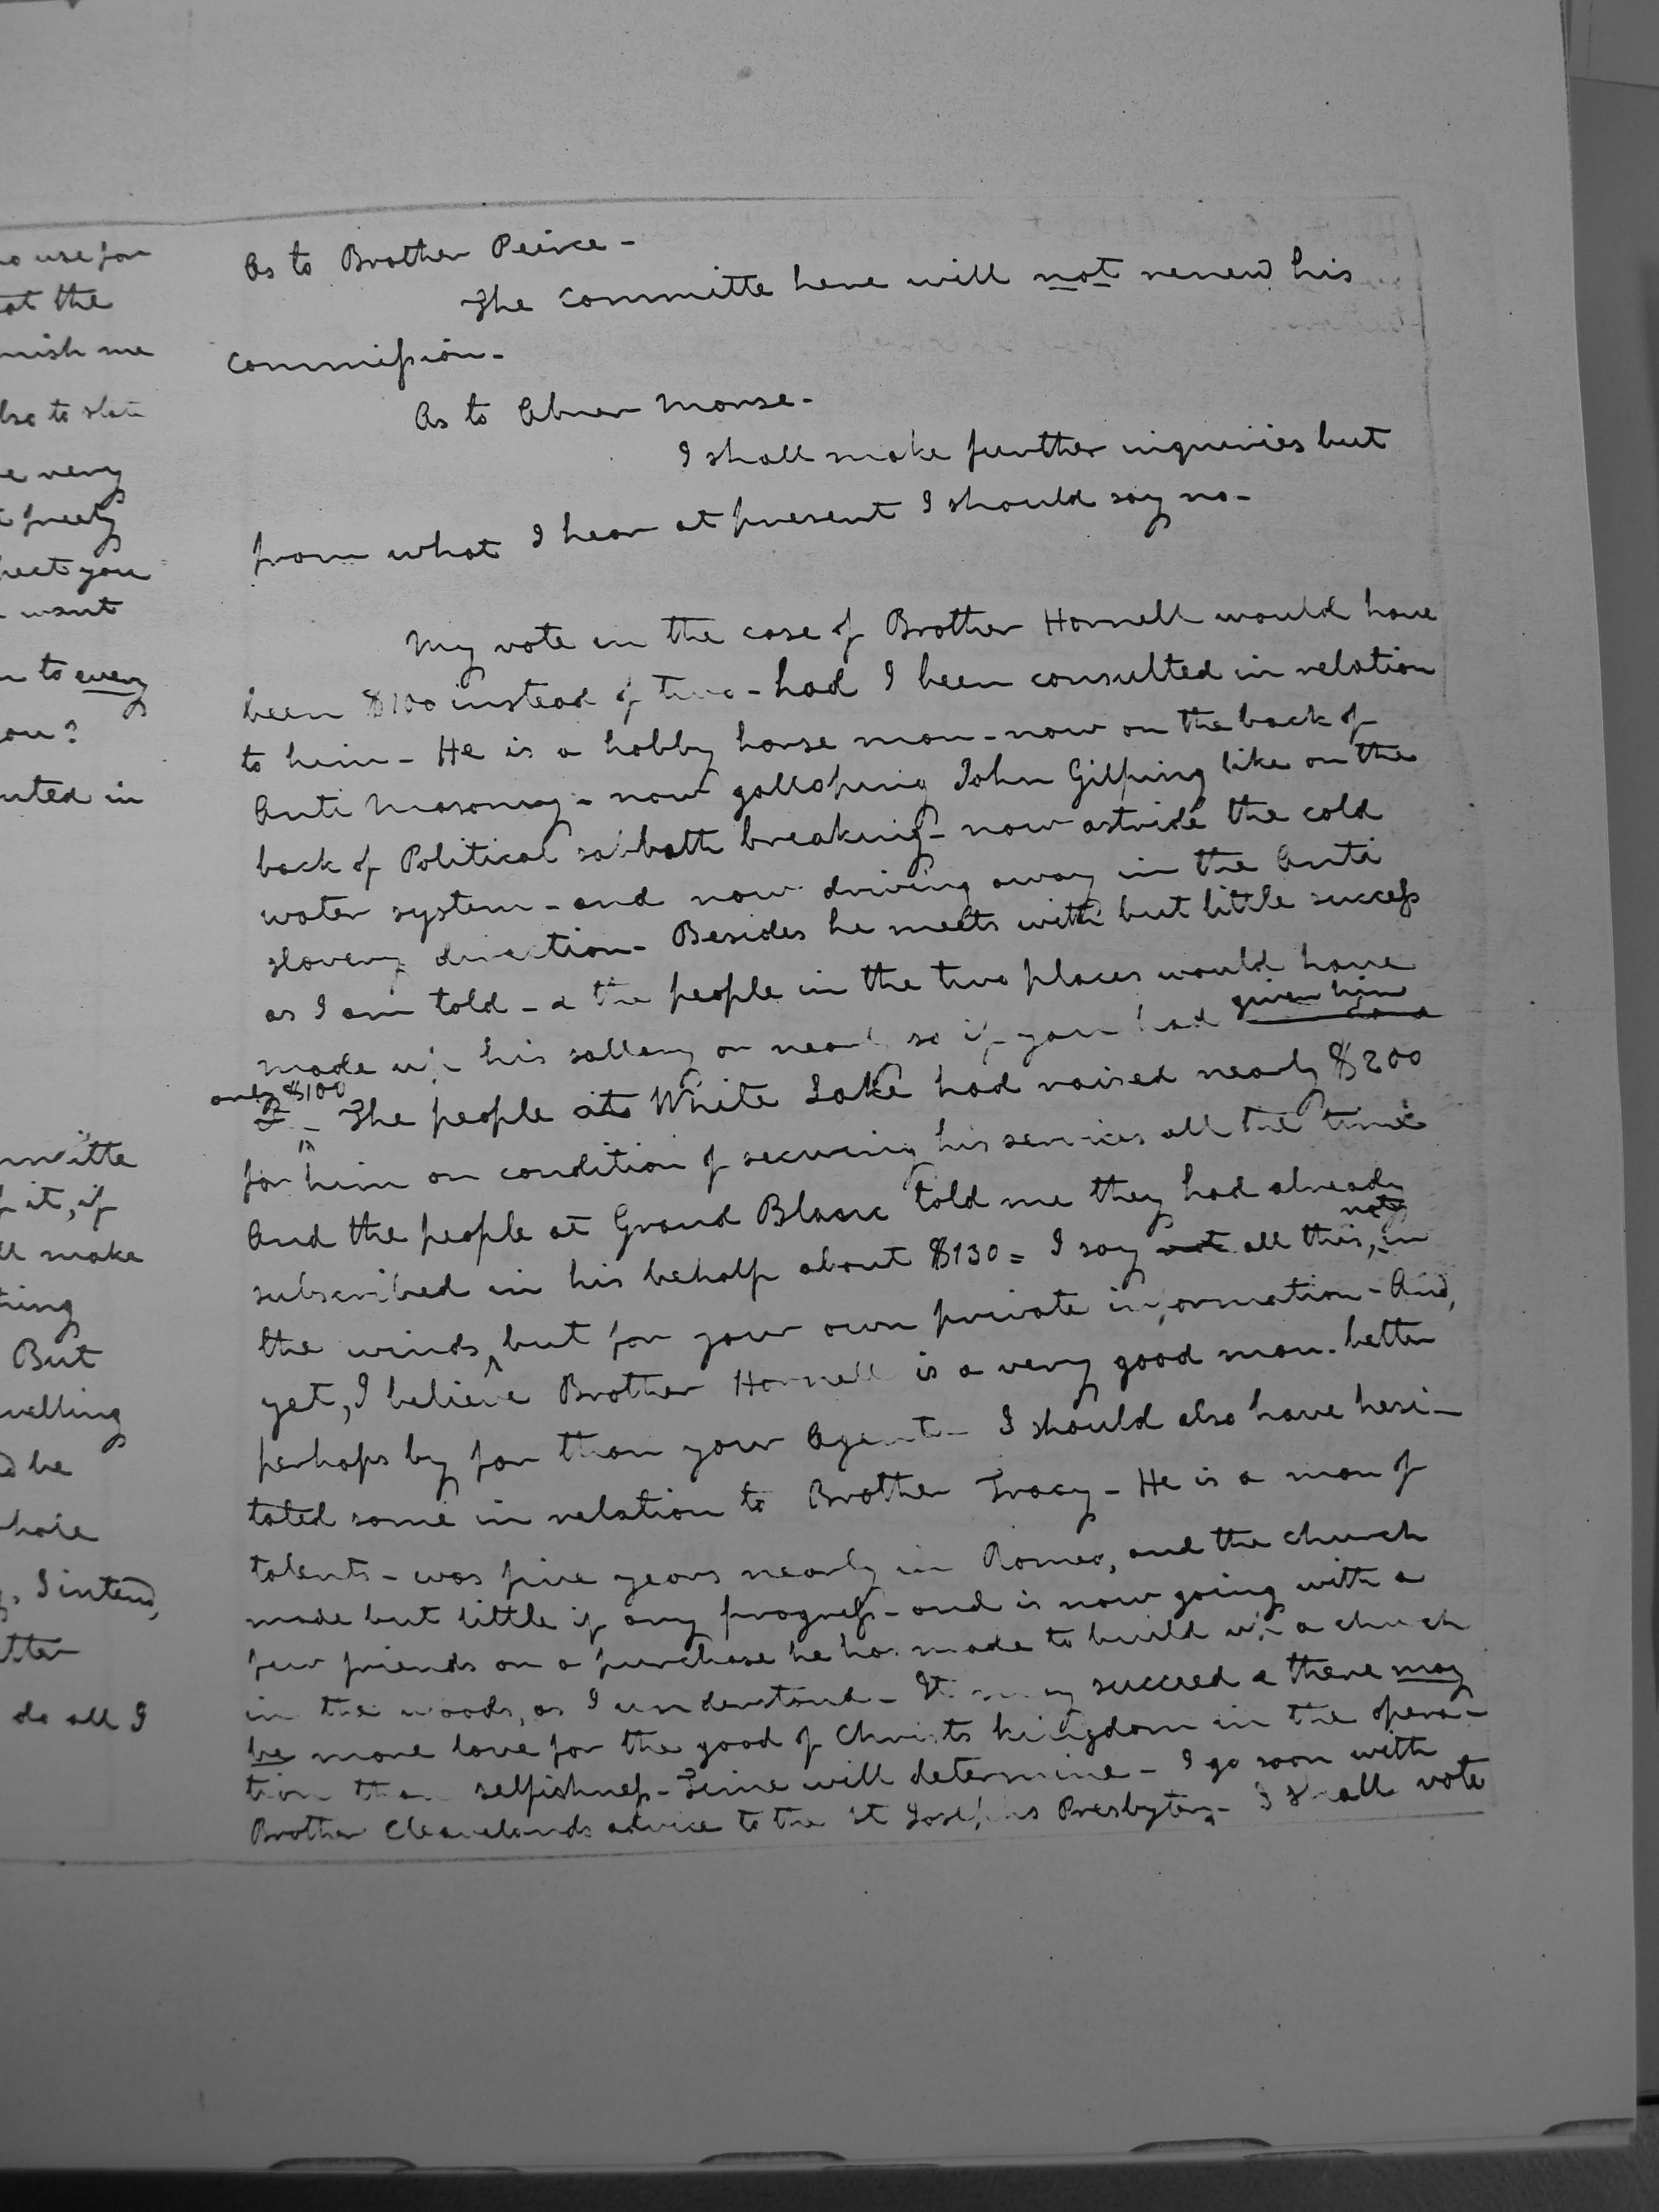 o use for
at the
nish me
lso to
e very
freely
pect you
want
n to every
ou?
nted in
mmitte
f it, if
ll make
thing
But
velling
d be
whole
I intend,
tter
do all I
As to Brother Peirce -
The Committe here will not renew his
Commission -
As to Abner Morse -
I shall make further inquiries but
from what I hear at present I should say no -
My vote in the case of Brother Hornell would have
been $100 instead of two - had I been consulted in relation
to him - He is a hobby horse man - now on the back of
Anti Masonry - now galloping John Gilping like on the
back of Political sabbath breaking - now astride the cold
water system - and now driving away in the Anti
slavery direction - Besides he meets with but little success
as I am told - & the people in the two places would have
made up his sallery or nearly so if you had given him
only $100
- The people at White Lake had raised nearly $200
for him on condition of securing his services all the time
And the people at Grand Blanc told me they had already
subscribed in his behalf about $130 = I say not all this, not in
the winds, but for your own private information - And,
yet, I believe Brother Hornell is a very good man. better
perhaps by far than your Agent - I should also have hesi-
tated some in relation to Brother Tracy - He is a man of
talents - was five years nearly in Romeo, and the church
made but little if any progress - and is now going with a
few friends on a purchase he has made to build up a church
in the woods, as I understand - It may succeed & there may
be more love for the good of Christs kingdom in the opera-
tion than selfishness - Time will determine - I go soon with
Brother Cleavelands advice to the St Josephs Presbytery - I shall vote